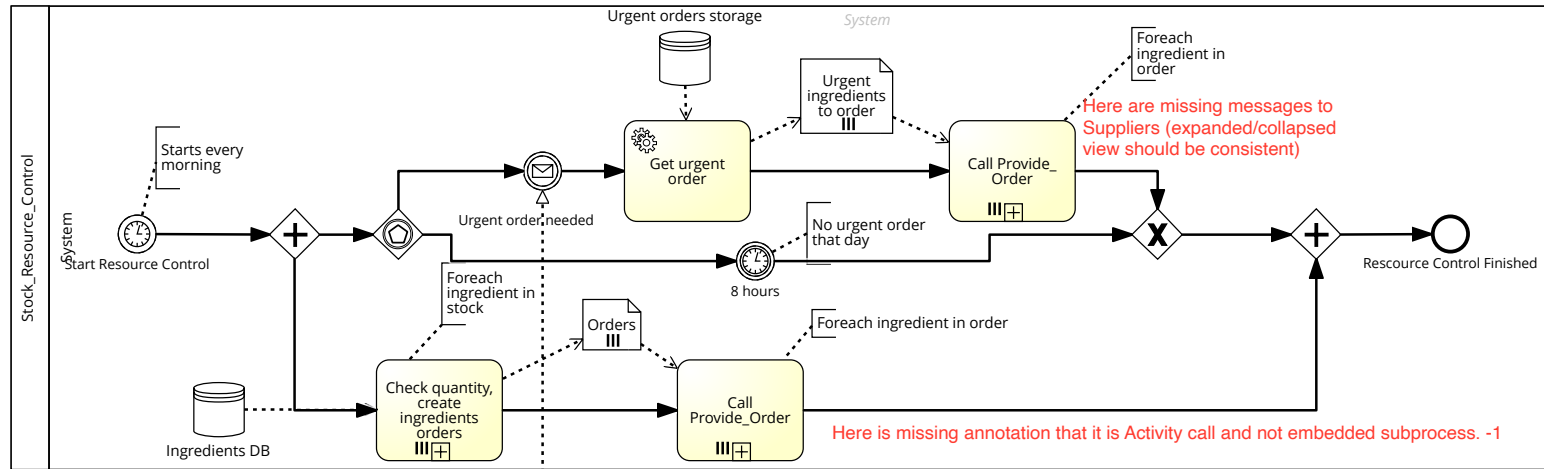 Stock_Resource_Control
System
System
Urgent orders storage
Foreach
ingredient in
order
Urgent
ingredients
to order
Here are missing messages to
Suppliers (expanded/collapsed
view should be consistent)
Starts every
morning
Get urgent
order
Call Provide_
Order
Urgent order needed
No urgent order
that day
Start Resource Control
8 hours
Rescource Control Finished
Foreach
ingredient in
stock
Orders
Foreach ingredient in order
Check quantity,
create
ingredients
orders
Call
Provide_Order
Ingredients DB
Here is missing annotation that it is Activity call and not embedded subprocess. -1